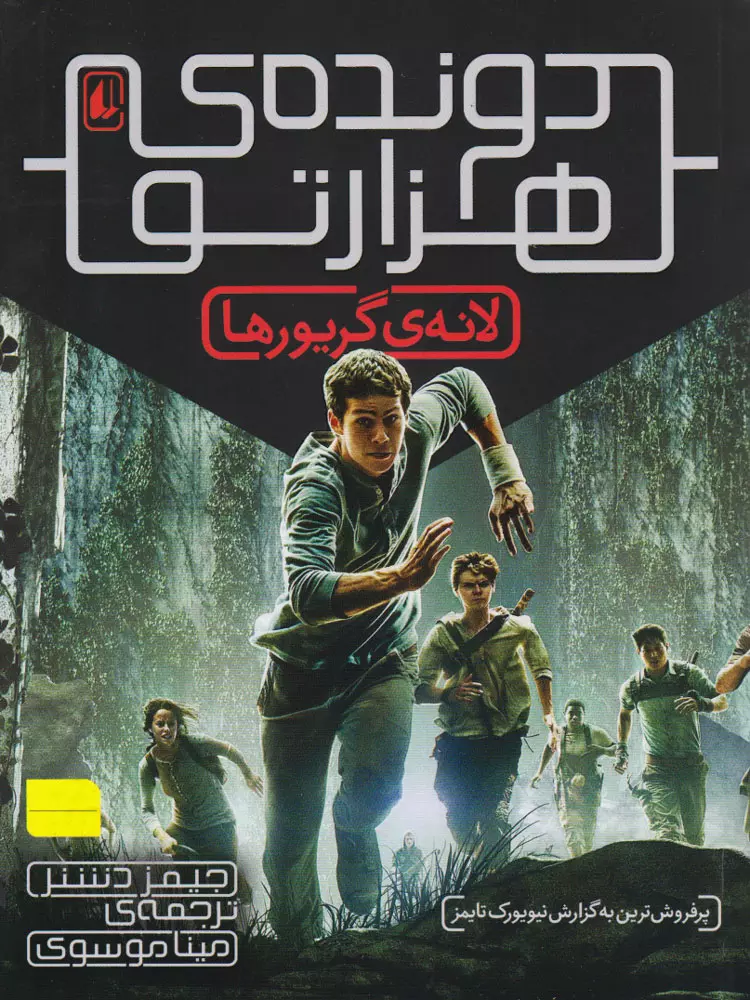 دونده‌ی
هزارتو
لانه‌ی گریورها
جیمز دشنر
ترجمه‌ی
مینا موسوی
پرفروش‌ترین به گزارش نیویورک تایمز